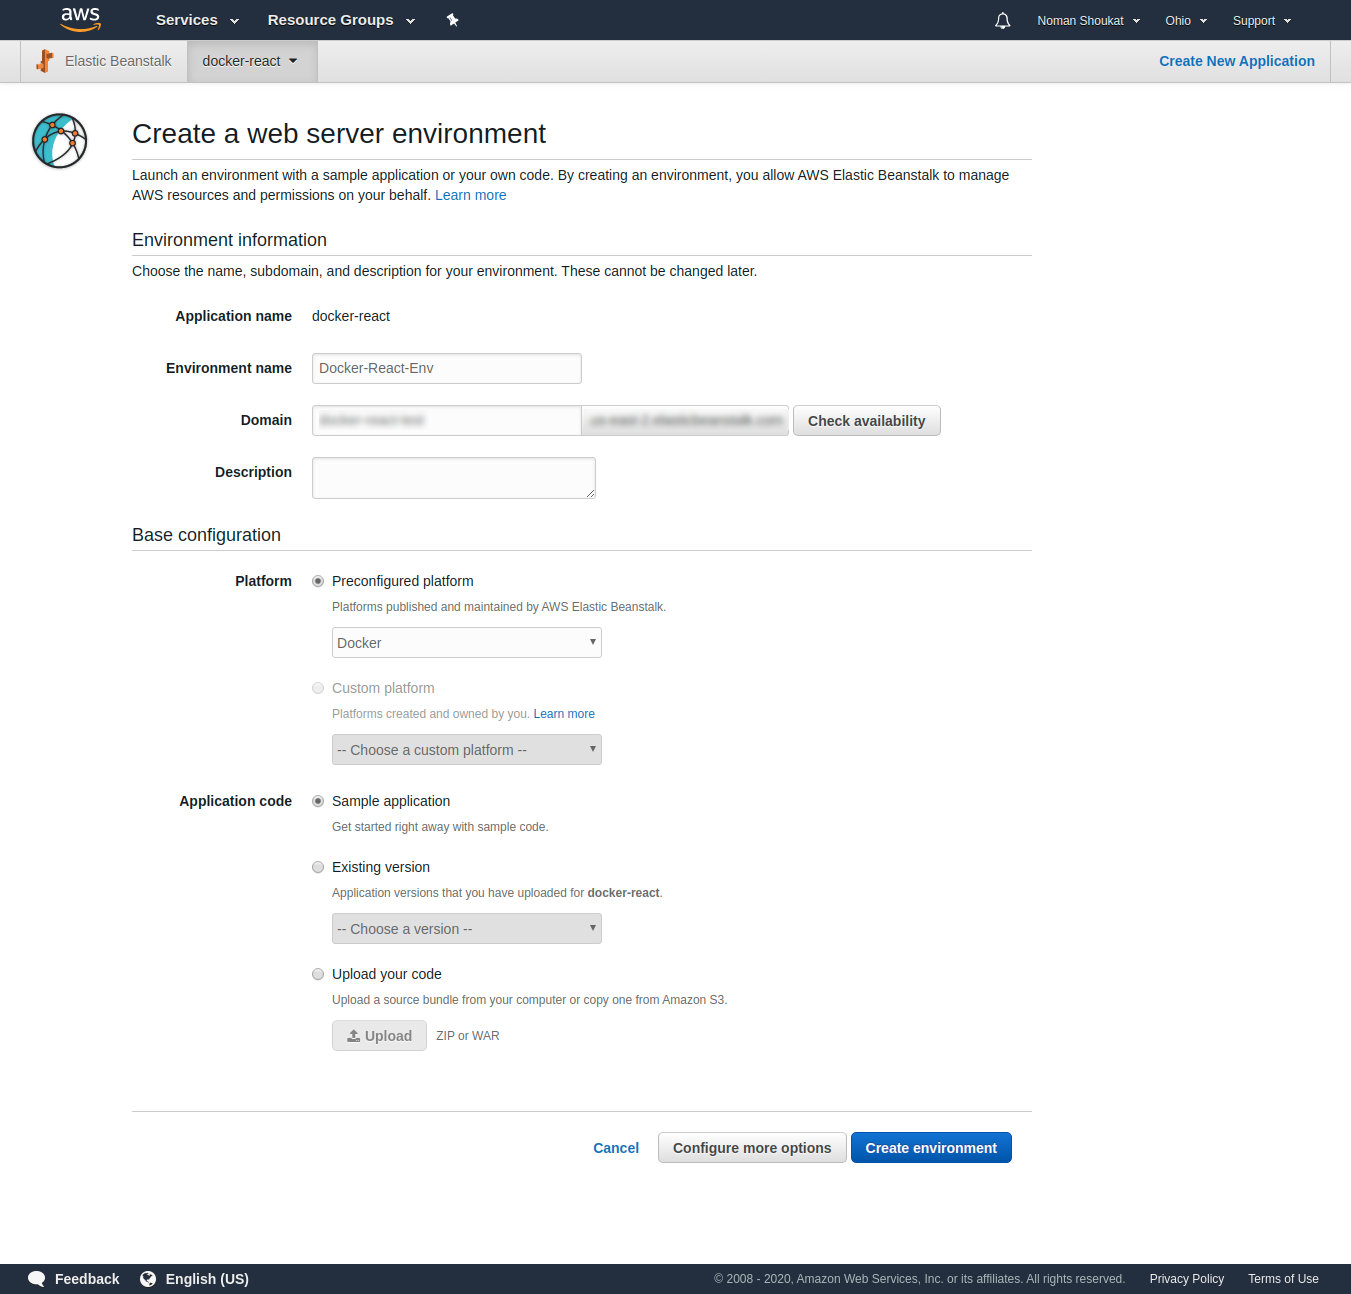 aws Services Resource Groups Noman Shoukat Ohio Support
Elastic Beanstalk docker-react Create New Application
Create a web server environment
Launch an environment with a sample application or your own code. By creating an environment, you allow AWS Elastic Beanstalk to manage
AWS resources and permissions on your behalf. Learn more
Environment information
Choose the name, subdomain, and description for your environment. These cannot be changed later.
Application name docker-react
Environment name Docker-React-Env
Domain Check availability
Description
Base configuration
Platform Preconfigured platform
Platforms published and maintained by AWS Elastic Beanstalk.
Docker
Custom platform
Platforms created and owned by you. Learn more
-- Choose a custom platform --
Application code Sample application
Get started right away with sample code.
Existing version
Application versions that you have uploaded for docker-react.
-- Choose a version --
Upload your code
Upload a source bundle from your computer or copy one from Amazon S3.
Upload ZIP or WAR
Cancel Configure more options Create environment
Feedback English (US) © 2008 - 2020, Amazon Web Services, Inc. or its affiliates. All rights reserved. Privacy Policy Terms of Use